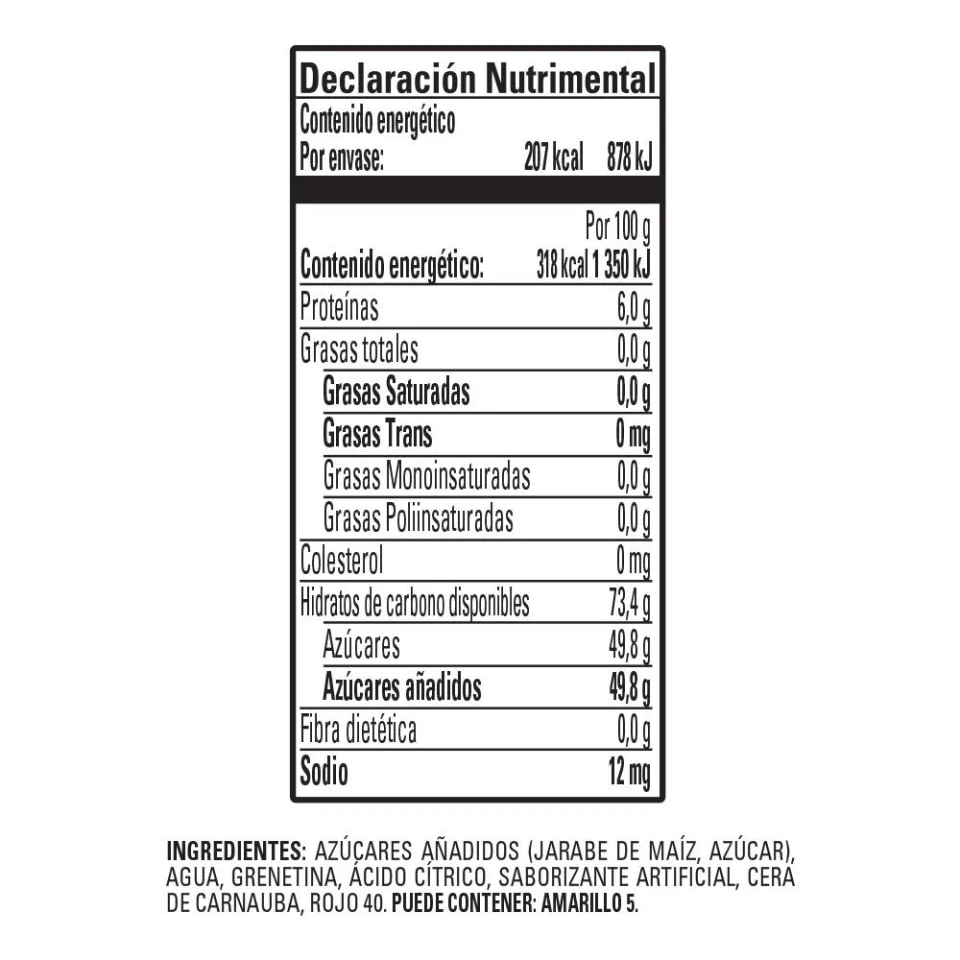 Declaración Nutrimental
Contenido energético
Por envase: 207 kcal 878 kJ
Por 100 g
Contenido energético: 318 kcal 1 350 kJ
Proteínas 6,0 g
Grasas totales 0,0 g
Grasas Saturadas 0,0 g
Grasas Trans 0 mg
Grasas Monoinsaturadas 0,0 g
Grasas Poliinsaturadas 0,0 g
Colesterol 0 mg
Hidratos de carbono disponibles 73,4 g
Azúcares 49,8 g
Azúcares añadidos 49,8 g
Fibra dietética 0,0 g
Sodio 12 mg
INGREDIENTES: AZÚCARES AÑADIDOS (JARABE DE MAÍZ, AZÚCAR),
AGUA, GRENETINA, ÁCIDO CÍTRICO, SABORIZANTE ARTIFICIAL, CERA
DE CARNAUBA, ROJO 40. PUEDE CONTENER: AMARILLO 5.